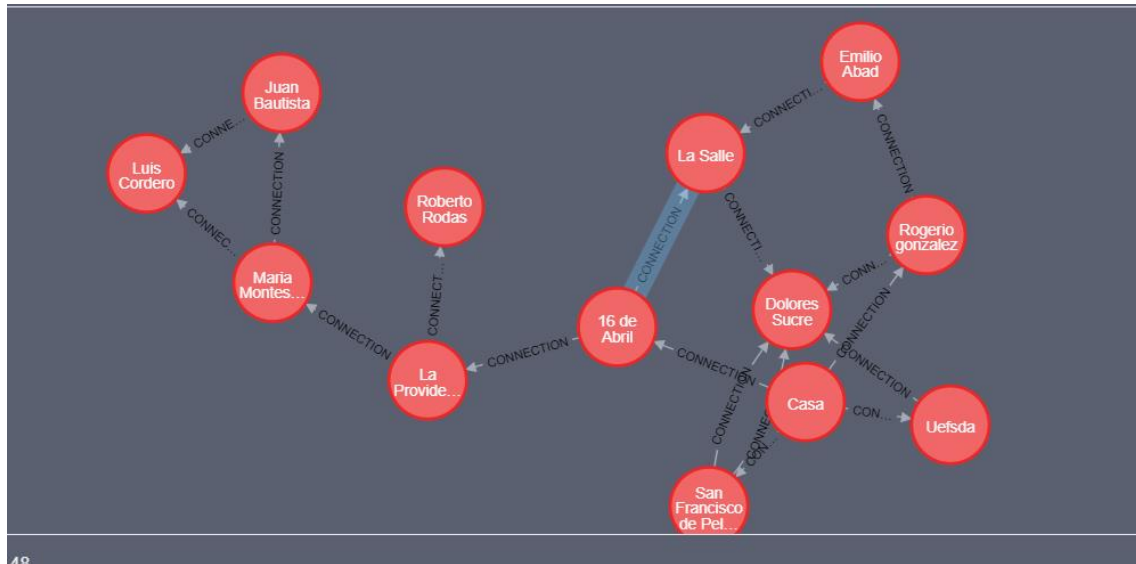 Emilio
Abad
Juan
Bautista
CONNECTI...
CONNE...
La Salle
CONNECTION
Luis
Cordero
CONNECTION
Roberto
Rodas
CONNECTION
Rogerio
gonzalez
CONNEC...
CONNECTI...
Maria
Montes...
CONN...
CONNECT...
Dolores
Sucre
16 de
Abril
CONNECTION
CONNECTION
CONNECTION
CONNECTION
CONNECTION
La
Provide...
CONNECTION
Casa
CON...
Uefsda
CON...
San
Francisco
de Pel...